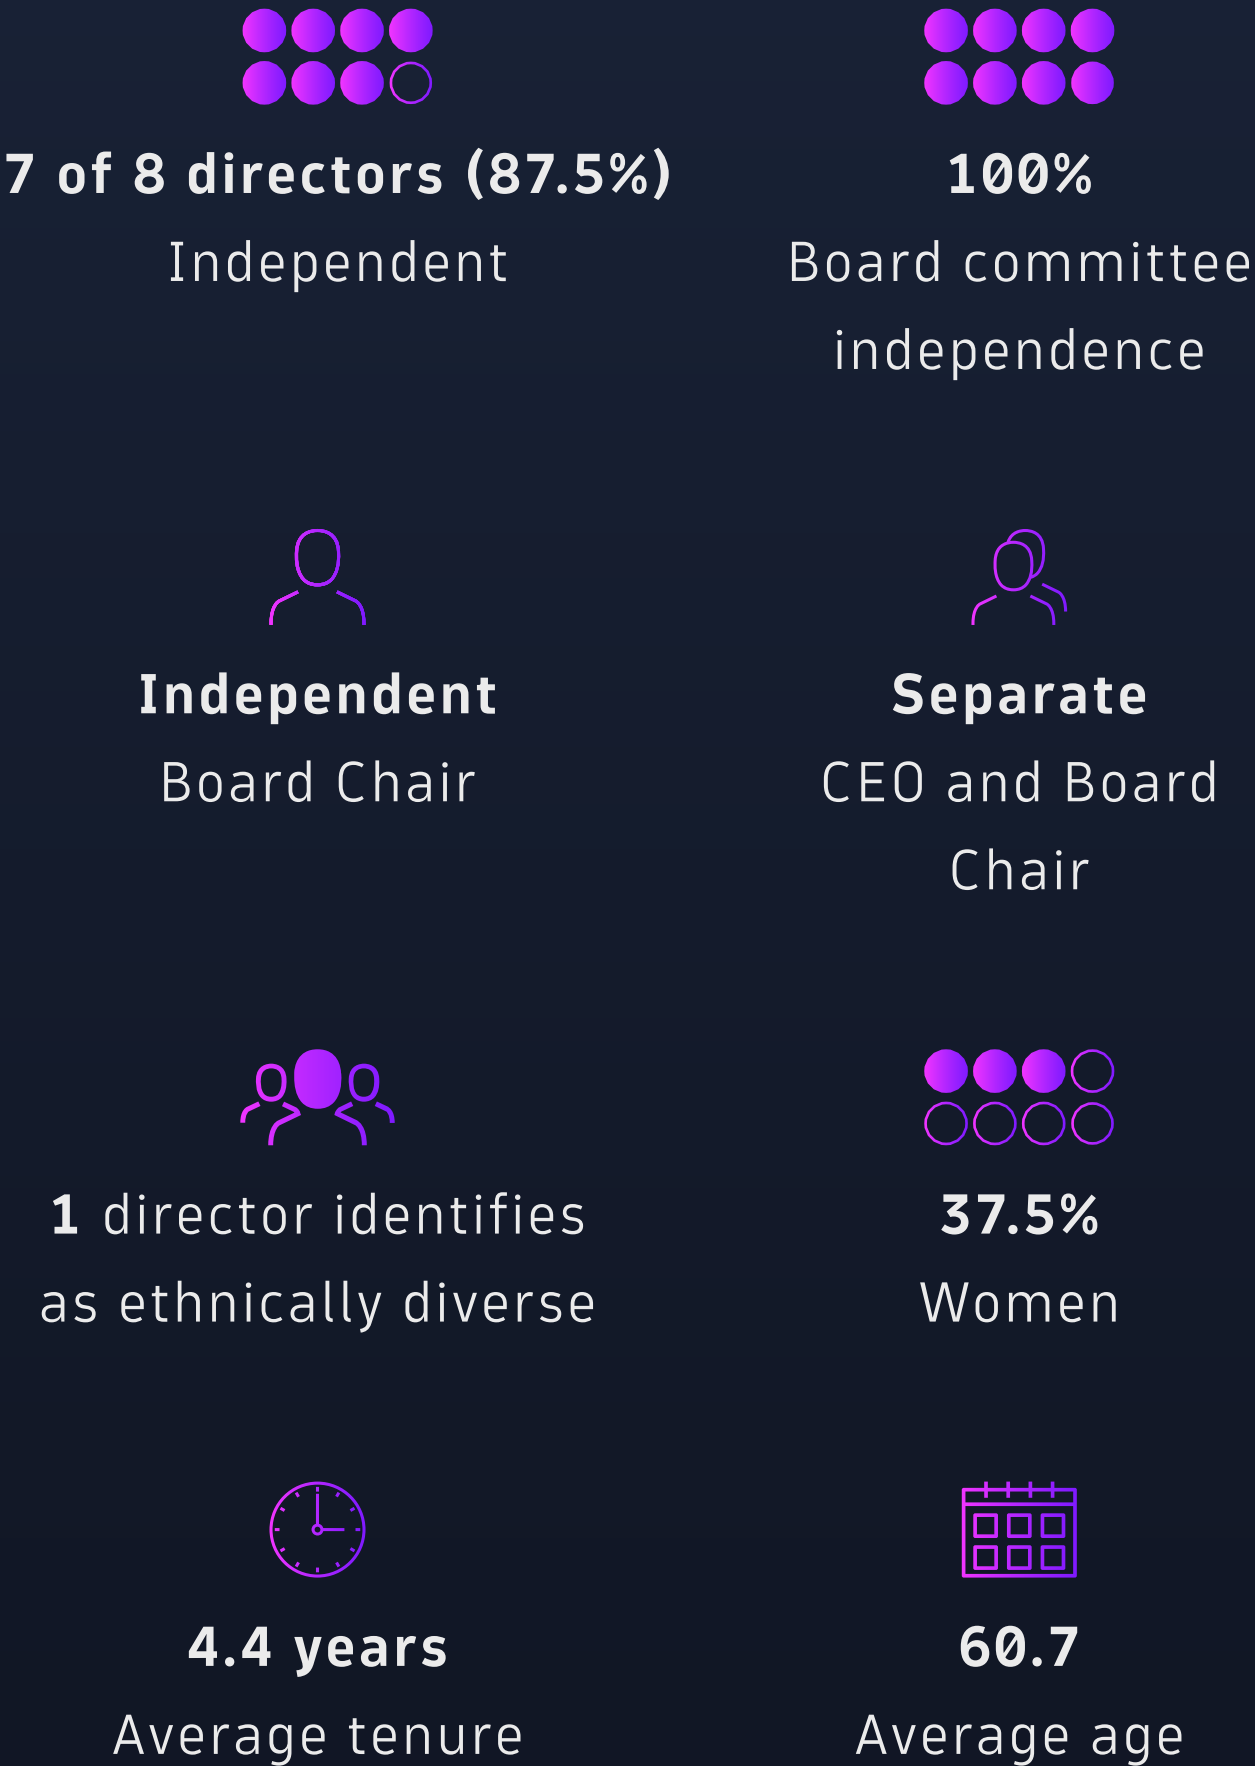 7 of 8 directors (87.5%)
Independent
100%
Board committee
independence
Independent
Board Chair
Separate
CEO and Board
Chair
1 director identifies
as ethnically diverse
37.5%
Women
4.4 years
Average tenure
60.7
Average age